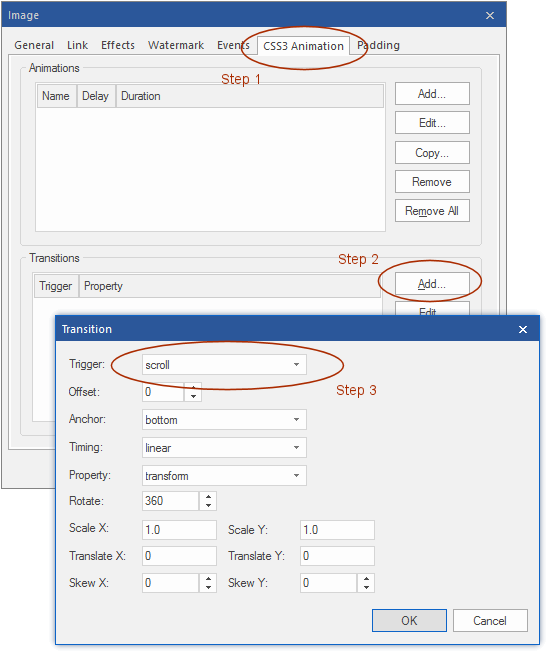 Image
General Link Effects Watermark Events CSS3 Animation Padding
Step 1
Animations
Name Delay Duration
Add...
Edit...
Copy...
Remove
Remove All
Step 2
Transitions
Trigger Property
Add...
Edit...
Transition
Trigger: scroll
Step 3
Offset: 0
Anchor: bottom
Timing: linear
Property: transform
Rotate: 360
Scale X: 1.0 Scale Y: 1.0
Translate X: 0 Translate Y: 0
Skew X: 0 Skew Y: 0
OK Cancel